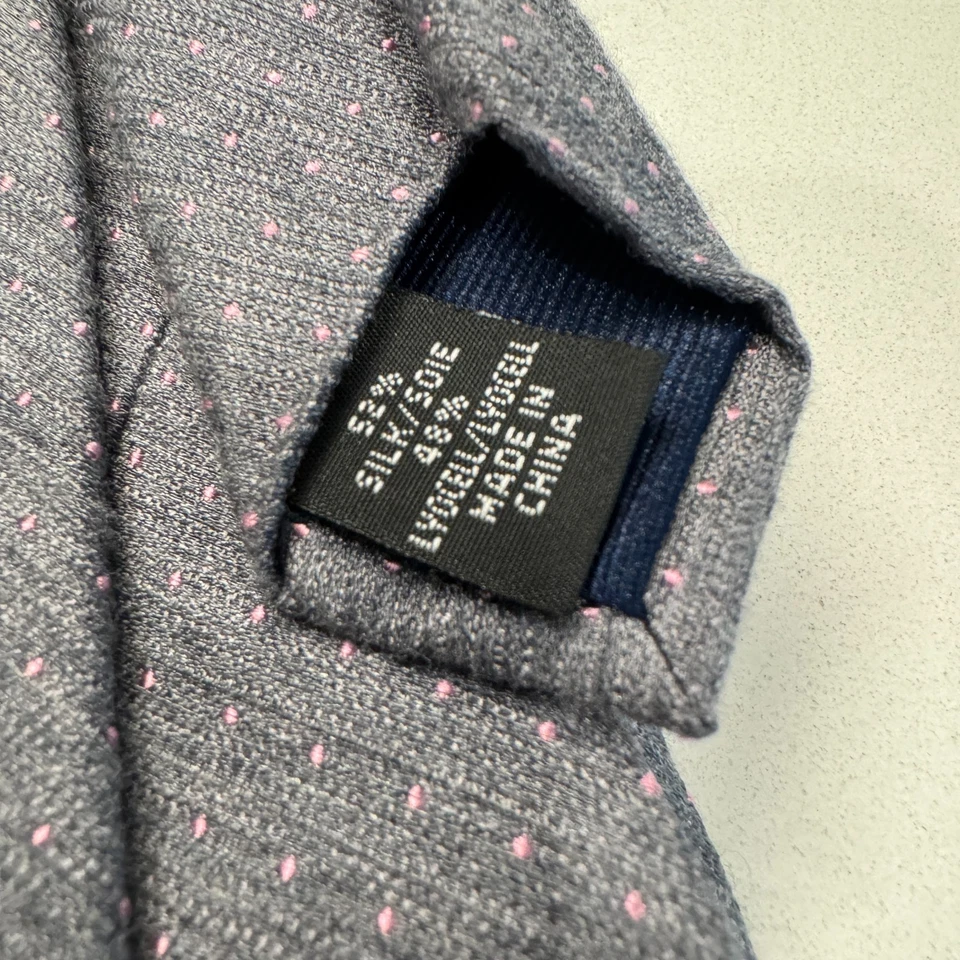 52%
SILK/SOIE
48%
LYOCELL/LYOCELL
MADE IN
CHINA